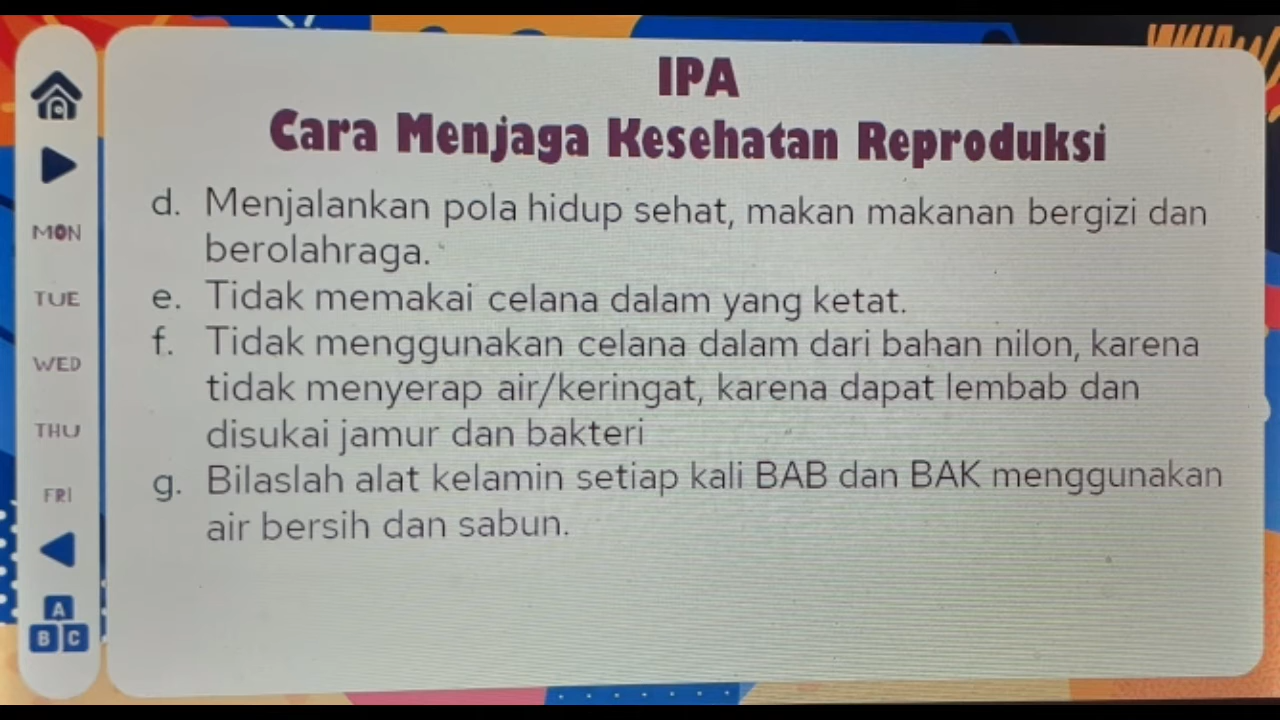 IPA
Cara Menjaga Kesehatan Reproduksi
d. Menjalankan pola hidup sehat, makan makanan bergizi dan
berolahraga.
e. Tidak memakai celana dalam yang ketat.
f. Tidak menggunakan celana dalam dari bahan nilon, karena
tidak menyerap air/keringat, karena dapat lembab dan
disukai jamur dan bakteri
g. Bilaslah alat kelamin setiap kali BAB dan BAK menggunakan
air bersih dan sabun.
MON
TUE
WED
THU
FRI
A
B C